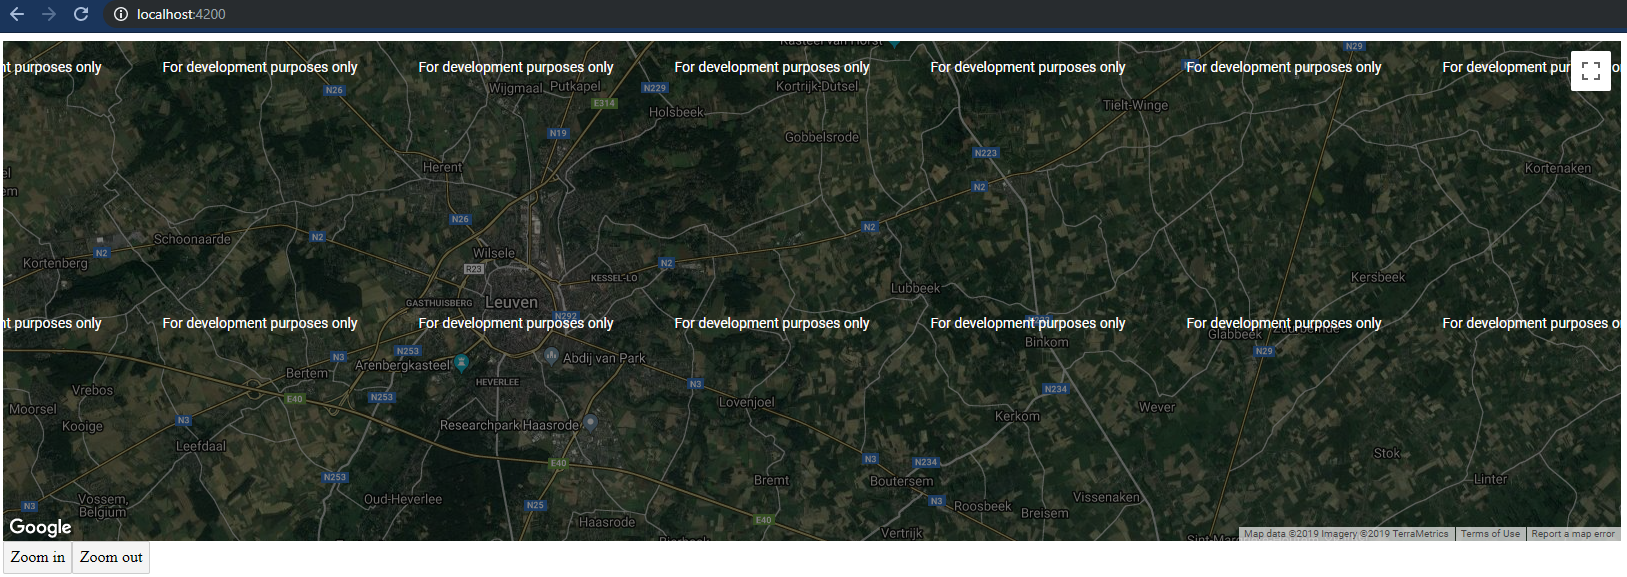 localhost:4200
Kasteel van Horst
N29
nt purposes only
For development purposes only
For development purposes only
For development purposes only
For development purposes only
For development purposes only
For development pur
N26
Wijgmaal
Putkapel
N229
Kortrijk-Dutsel
E314
Holsbeek
Tielt-Winge
N19
Gobbelsrode
N223
Herent
Kortenaken
N2
N26
N2
Schoonaarde
N2
N2
Wilsele
Kortenberg
R23
N2
KESSEL-LO
Kersbeek
Lubbeek
GASTHUISBERG
Leuven
N292
nt purposes only
For development purposes only
For development purposes only
For development purposes only
For development purposes only
For development purposes only
For development purposes o
Glabbeek
Binkom
N253
N3
N29
Abdij van Park
Arenbergkasteel
Bertem
HEVERLEE
N3
N234
Vrebos
E40
N253
Lovenjoel
Wever
Moorsel
N3
Kerkom
Kooige
Researchpark Haasrode
Leefdaal
Stok
N3
N234
E40
N253
Bremt
Boutersem
Linter
Vossem,
Belgium
Oud-Heverlee
N3
Vissenaken
N3
N25
Roosbeek
Breisem
Haasrode
E40
Google
Vertrijk
Map data ©2019 Imagery ©2019 TerraMetrics
Terms of Use
Report a map error
Zoom in
Zoom out